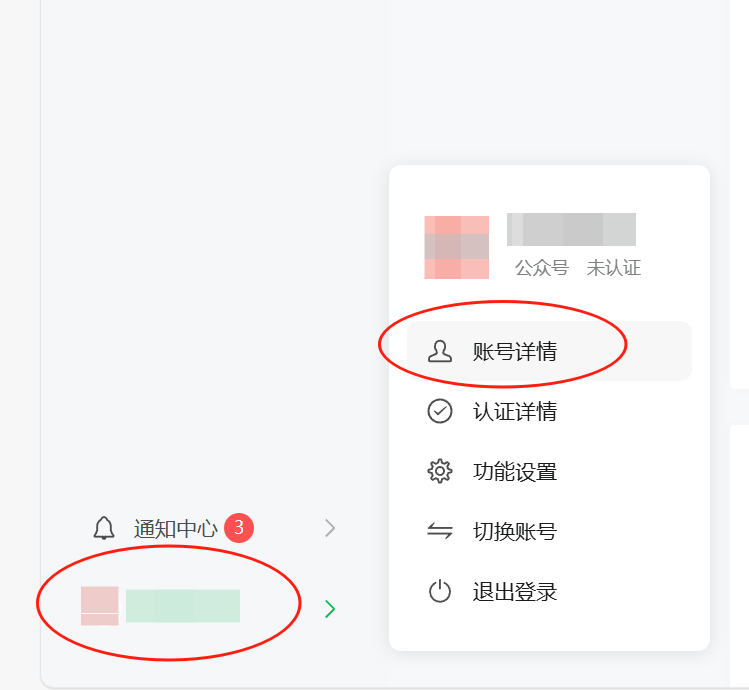 公众号 未认证
账号详情
认证详情
功能设置
切换账号
退出登录
通知中心 3